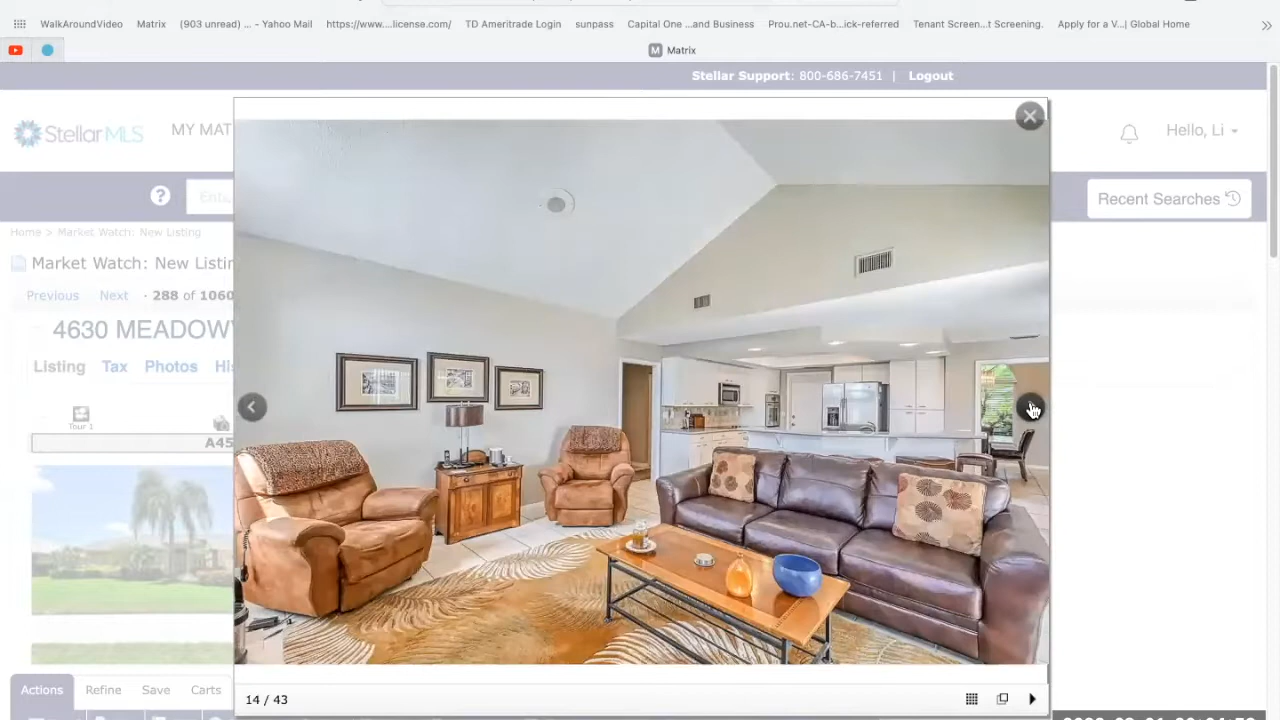 WalkAroundVideo Matrix (903 unread) ... - Yahoo Mail https://www....license.com/ TD Ameritrade Login sunpass Capital One ...and Business Prou.net-CA-b...ick-referred Tenant Screen...t Screening. Apply for a V...| Global Home
M Matrix
Stellar Support: 800-686-7451 | Logout
StellarMLS MY MAT Hello, Li
? Ente Recent Searches
Home > Market Watch: New Listing
Market Watch: New Listin
Previous Next · 288 of 1060
4630 MEADOW
Listing Tax Photos Hi
Tour 1
A45
Actions Refine Save Carts
14 / 43